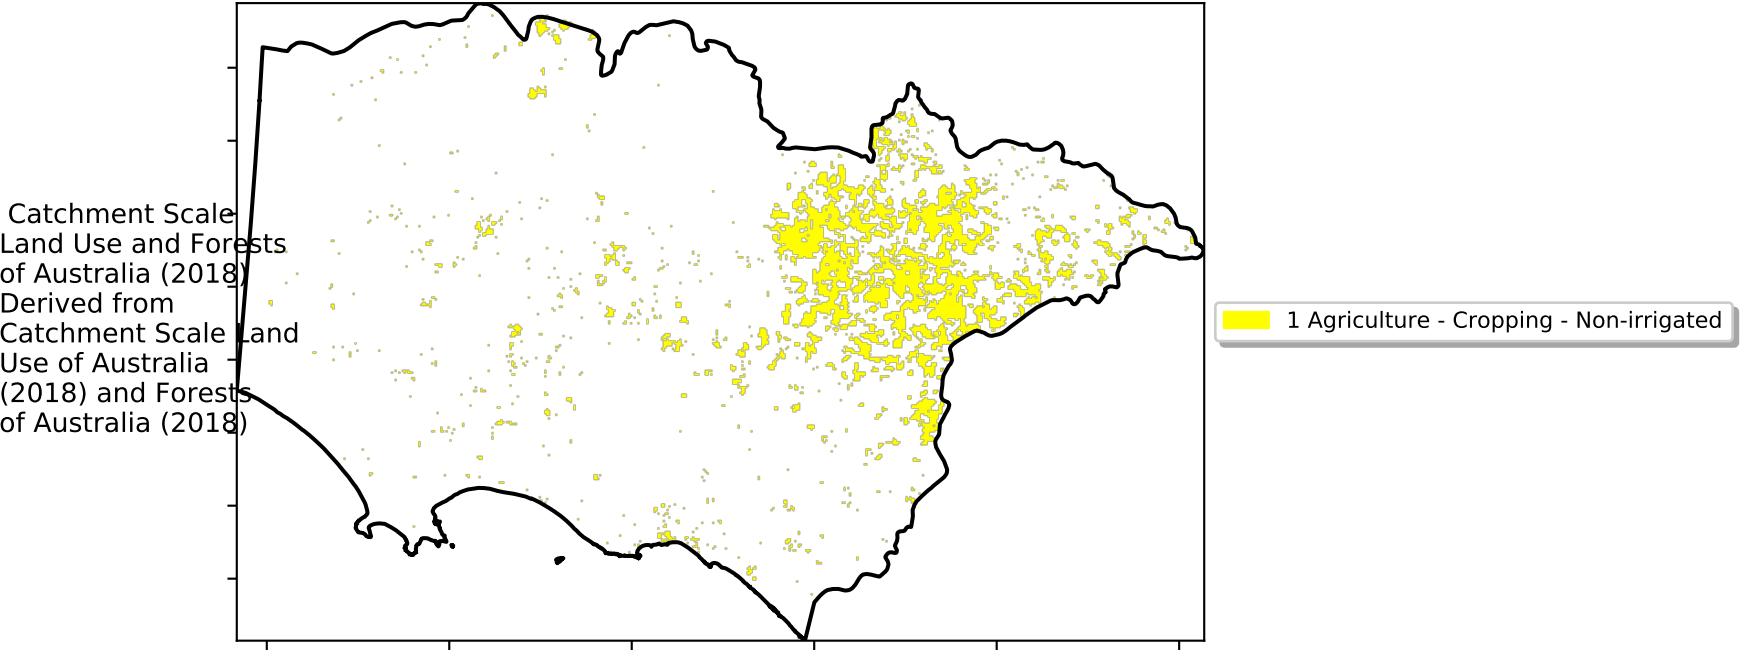 Catchment Scale
Land Use and Forests
of Australia (2018)
Derived from
Catchment Scale Land
Use of Australia
(2018) and Forests
of Australia (2018)
1 Agriculture - Cropping - Non-irrigated